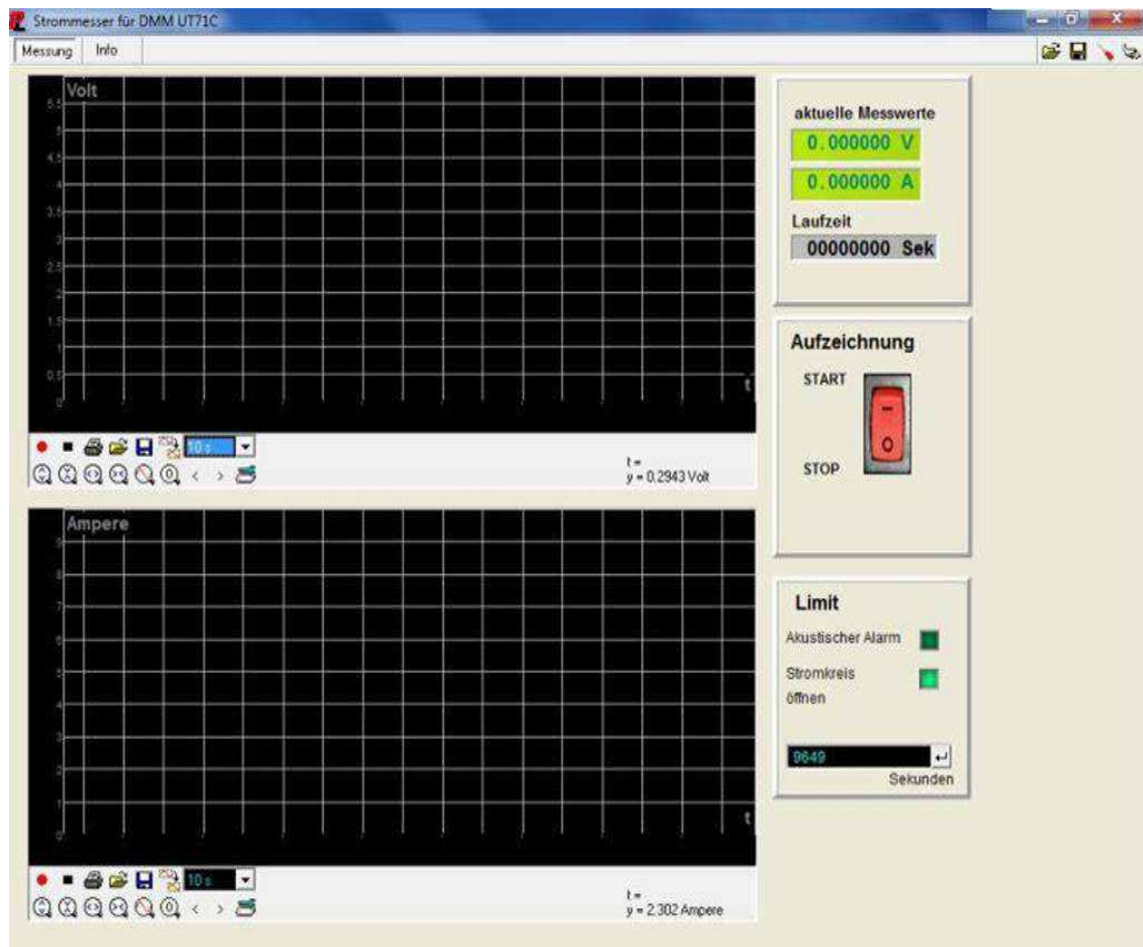 Strommesser für DMM UT71C
Messung Info
Volt
5.5
5
4.5
4
3.5
3
2.5
2
1.5
1
0.5
0
t
10 s
t =
y = 0.2943 Volt
Ampere
9
8
7
6
5
4
3
2
1
0
t
10 s
t =
y = 2.302 Ampere
aktuelle Messwerte
0.000000 V
0.000000 A
Laufzeit
00000000 Sek
Aufzeichnung
START
STOP
Limit
Akustischer Alarm
Stromkreis
öffnen
9649
Sekunden